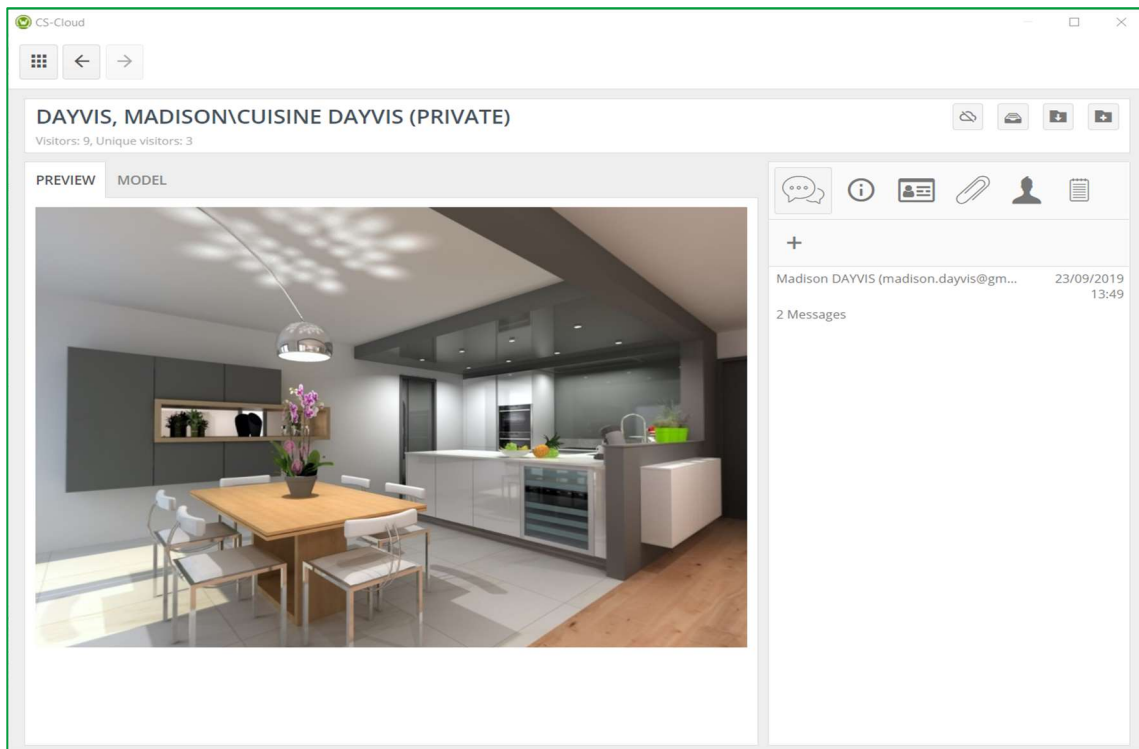 CS-Cloud
DAYVIS, MADISON\CUISINE DAYVIS (PRIVATE)
Visitors: 9, Unique visitors: 3
PREVIEW MODEL
Madison DAYVIS (madison.dayvis@gm... 23/09/2019
13:49
2 Messages